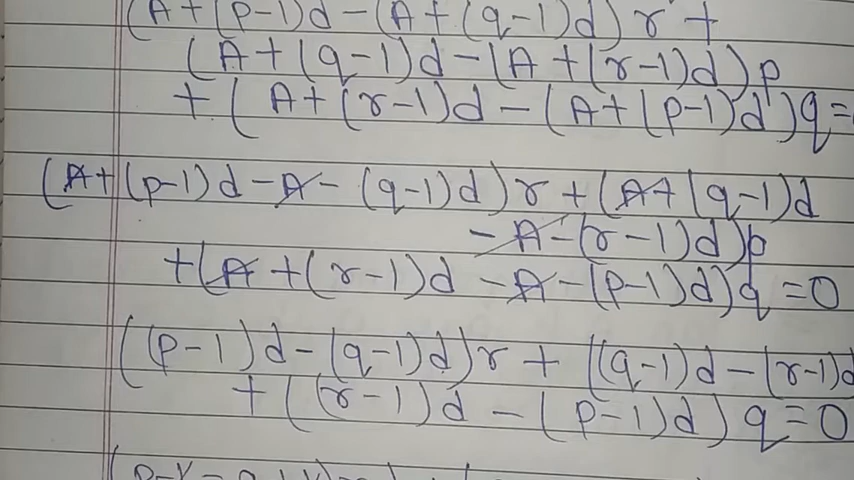 (A+(p-1)d-(A+(q-1)d)r+
(A+(q-1)d-(A+(r-1)d)p
+(A+(r-1)d-(A+(p-1)d)q=
(A+(p-1)d-A-(q-1)d)r+(A+(q-1)d
-A-(r-1)d)p
+(A+(r-1)d-A-(p-1)d)q=0
((p-1)d-(q-1)d)r+((q-1)d-(r-1)d
+((r-1)d-(p-1)d)q=0